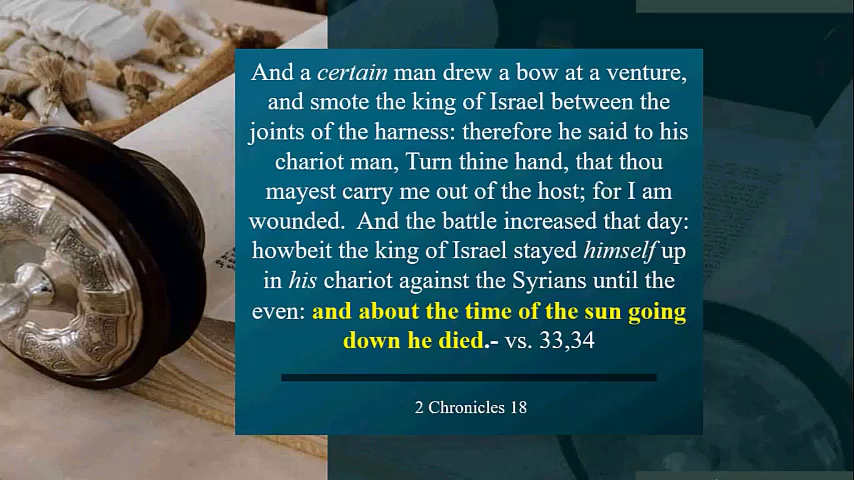 And a certain man drew a bow at a venture,
and smote the king of Israel between the
joints of the harness: therefore he said to his
chariot man, Turn thine hand, that thou
mayest carry me out of the host; for I am
wounded.  And the battle increased that day:
howbeit the king of Israel stayed himself up
in his chariot against the Syrians until the
even: and about the time of the sun going
down he died.- vs. 33,34
2 Chronicles 18